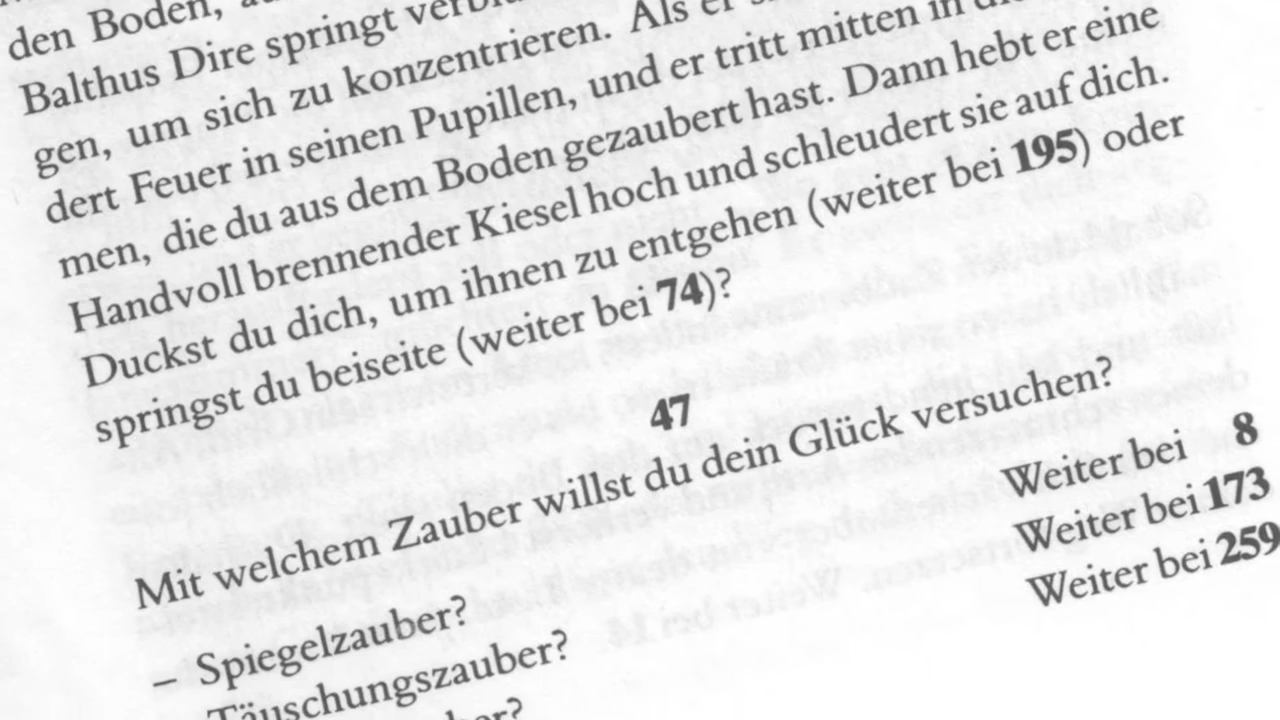 den Boden,
Balthus Dire springt
gen, um sich zu konzentrieren. Als er
dert Feuer in seinen Pupillen, und er tritt mitten in
men, die du aus dem Boden gezaubert hast. Dann hebt er eine
Handvoll brennender Kiesel hoch und schleudert sie auf dich.
Duckst du dich, um ihnen zu entgehen (weiter bei 195) oder
springst du beiseite (weiter bei 74)?
47
Mit welchem Zauber willst du dein Glück versuchen?
– Spiegelzauber? Weiter bei 8
Täuschungszauber? Weiter bei 173
Weiter bei 259